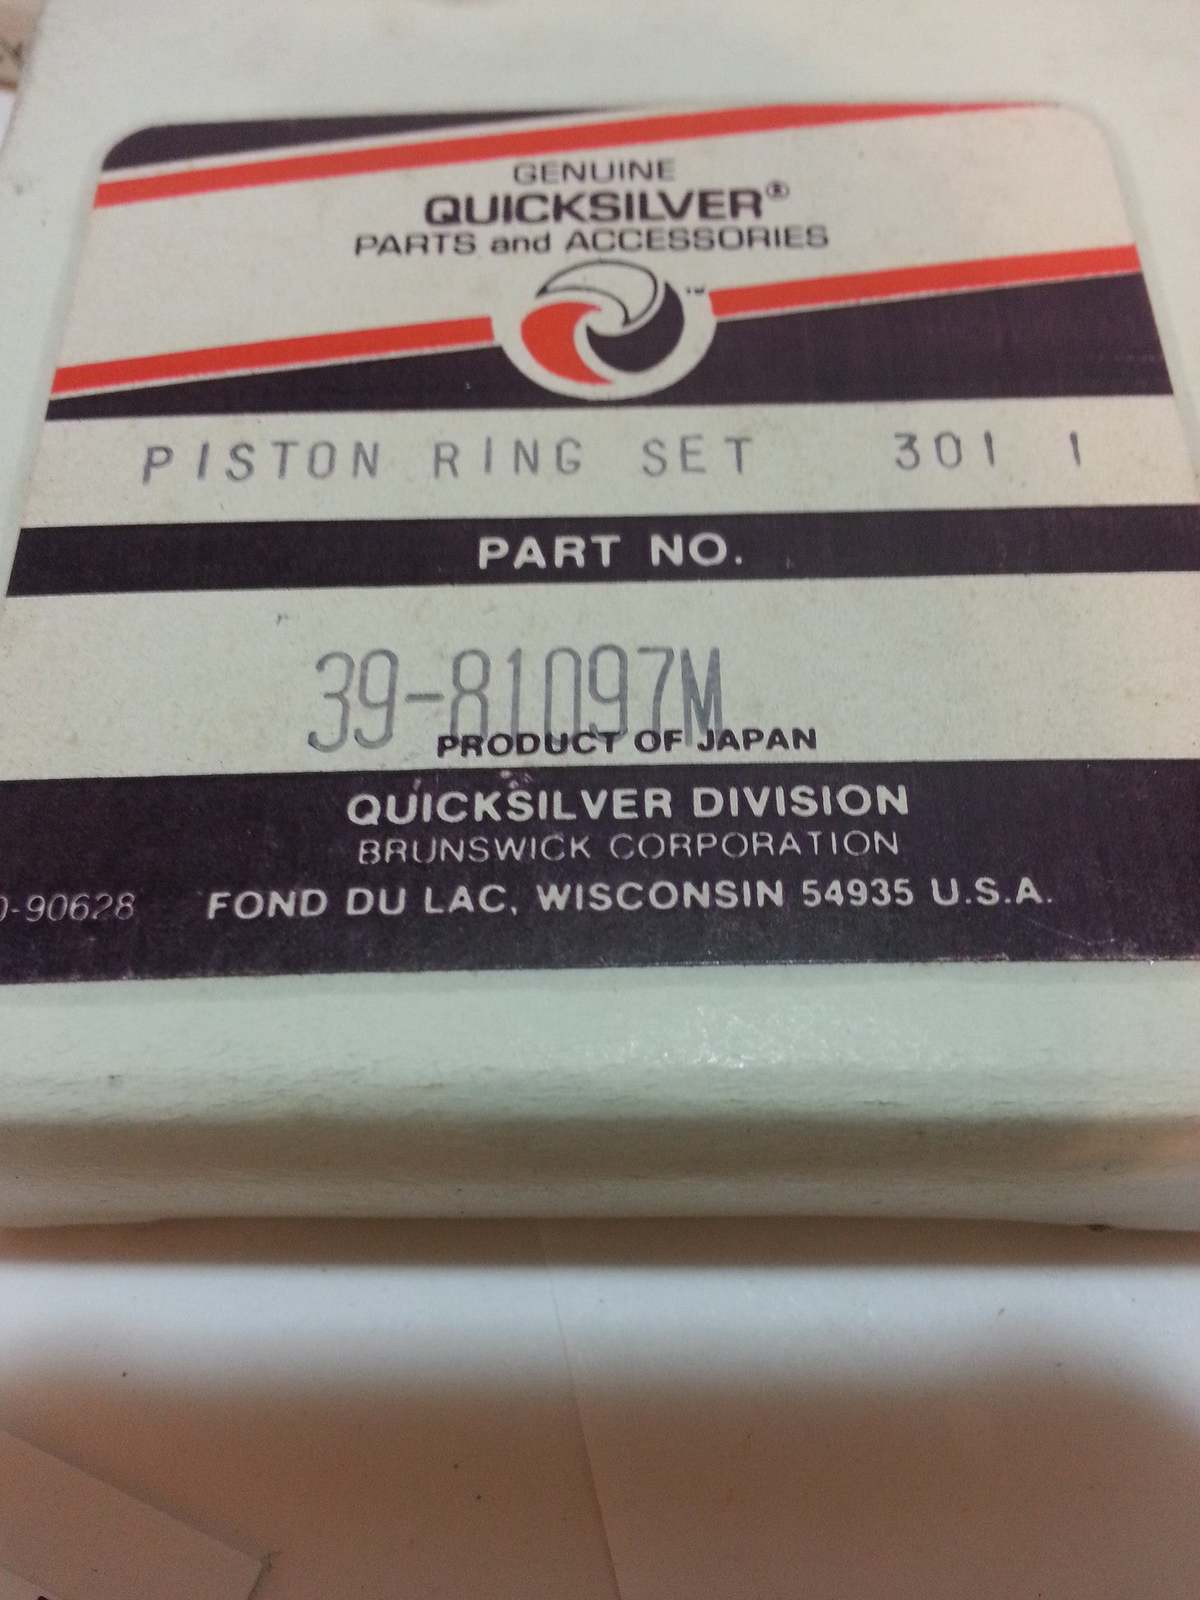 GENUINE
QUICKSILVER®
PARTS and ACCESSORIES
™
PISTON RING SET 301 1
PART NO.
39-81097M
PRODUCT OF JAPAN
QUICKSILVER DIVISION
BRUNSWICK CORPORATION
-90628 FOND DU LAC, WISCONSIN 54935 U.S.A.